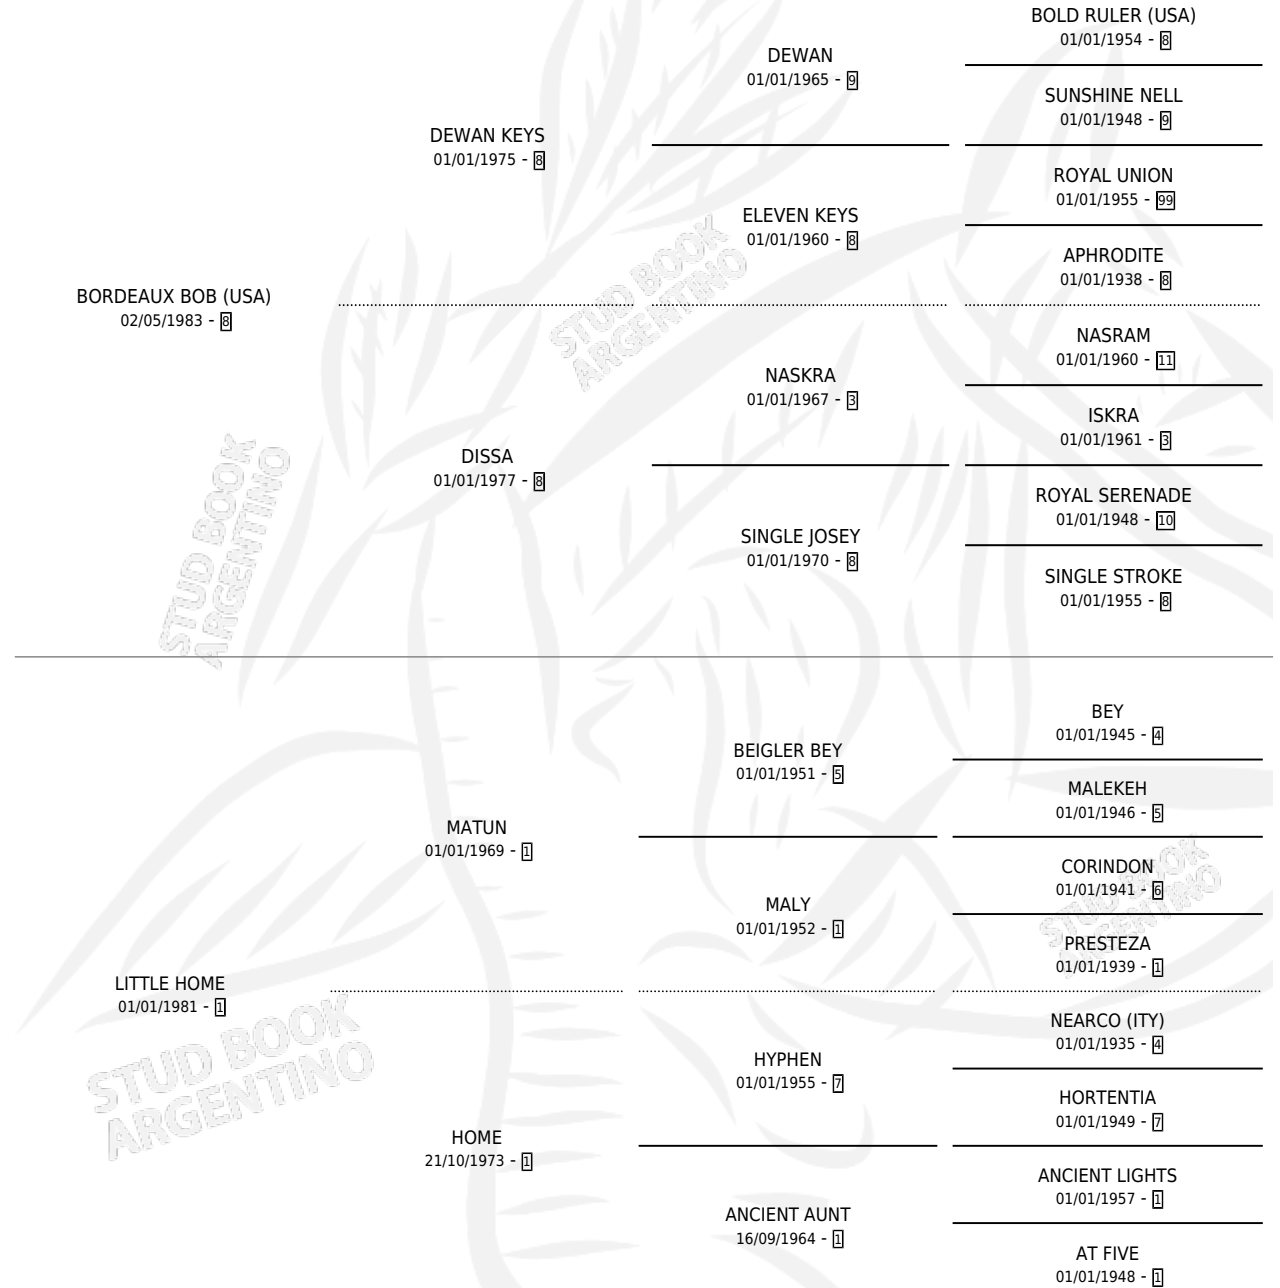 BOLD RULER (USA)
01/01/1954 - 8
DEWAN
01/01/1965 - 9
SUNSHINE NELL
01/01/1948 - 9
DEWAN KEYS
01/01/1975 - 8
ROYAL UNION
01/01/1955 - 99
ELEVEN KEYS
01/01/1960 - 8
APHRODITE
01/01/1938 - 8
BORDEAUX BOB (USA)
02/05/1983 - 8
STUD BOOK
ARGENTINO
NASRAM
01/01/1960 - 11
NASKRA
01/01/1967 - 3
ISKRA
01/01/1961 - 3
DISSA
01/01/1977 - 8
ROYAL SERENADE
01/01/1948 - 10
SINGLE JOSEY
01/01/1970 - 8
SINGLE STROKE
01/01/1955 - 8
STUD BOOK
ARGENTINO
BEY
01/01/1945 - 4
BEIGLER BEY
01/01/1951 - 5
MALEKEH
01/01/1946 - 5
MATUN
01/01/1969 - 1
CORINDON
01/01/1941 - 6
MALY
01/01/1952 - 1
STUD BOOK
ARGENTINO
PRESTEZA
01/01/1939 - 1
LITTLE HOME
01/01/1981 - 1
NEARCO (ITY)
01/01/1935 - 4
HYPHEN
01/01/1955 - 7
STUD BOOK
ARGENTINO
HORTENTIA
01/01/1949 - 7
HOME
21/10/1973 - 1
ANCIENT LIGHTS
01/01/1957 - 1
ANCIENT AUNT
16/09/1964 - 1
AT FIVE
01/01/1948 - 1